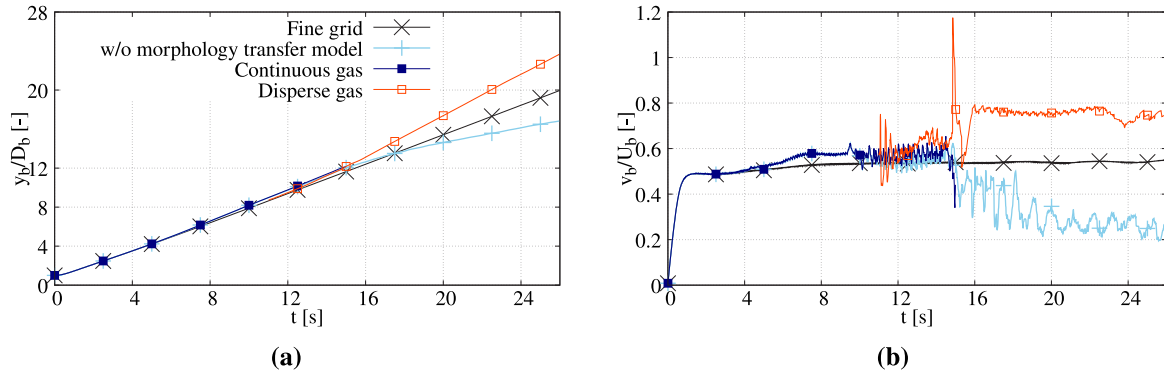 28
24
20
16
12
8
4
0
y_b/D_b [-]
Fine grid
w/o morphology transfer model
Continuous gas
Disperse gas
0 4 8 12 16 20 24
t [s]
(a)
1.2
1
0.8
0.6
0.4
0.2
0
v_b/U_b [-]
0 4 8 12 16 20 24
t [s]
(b)